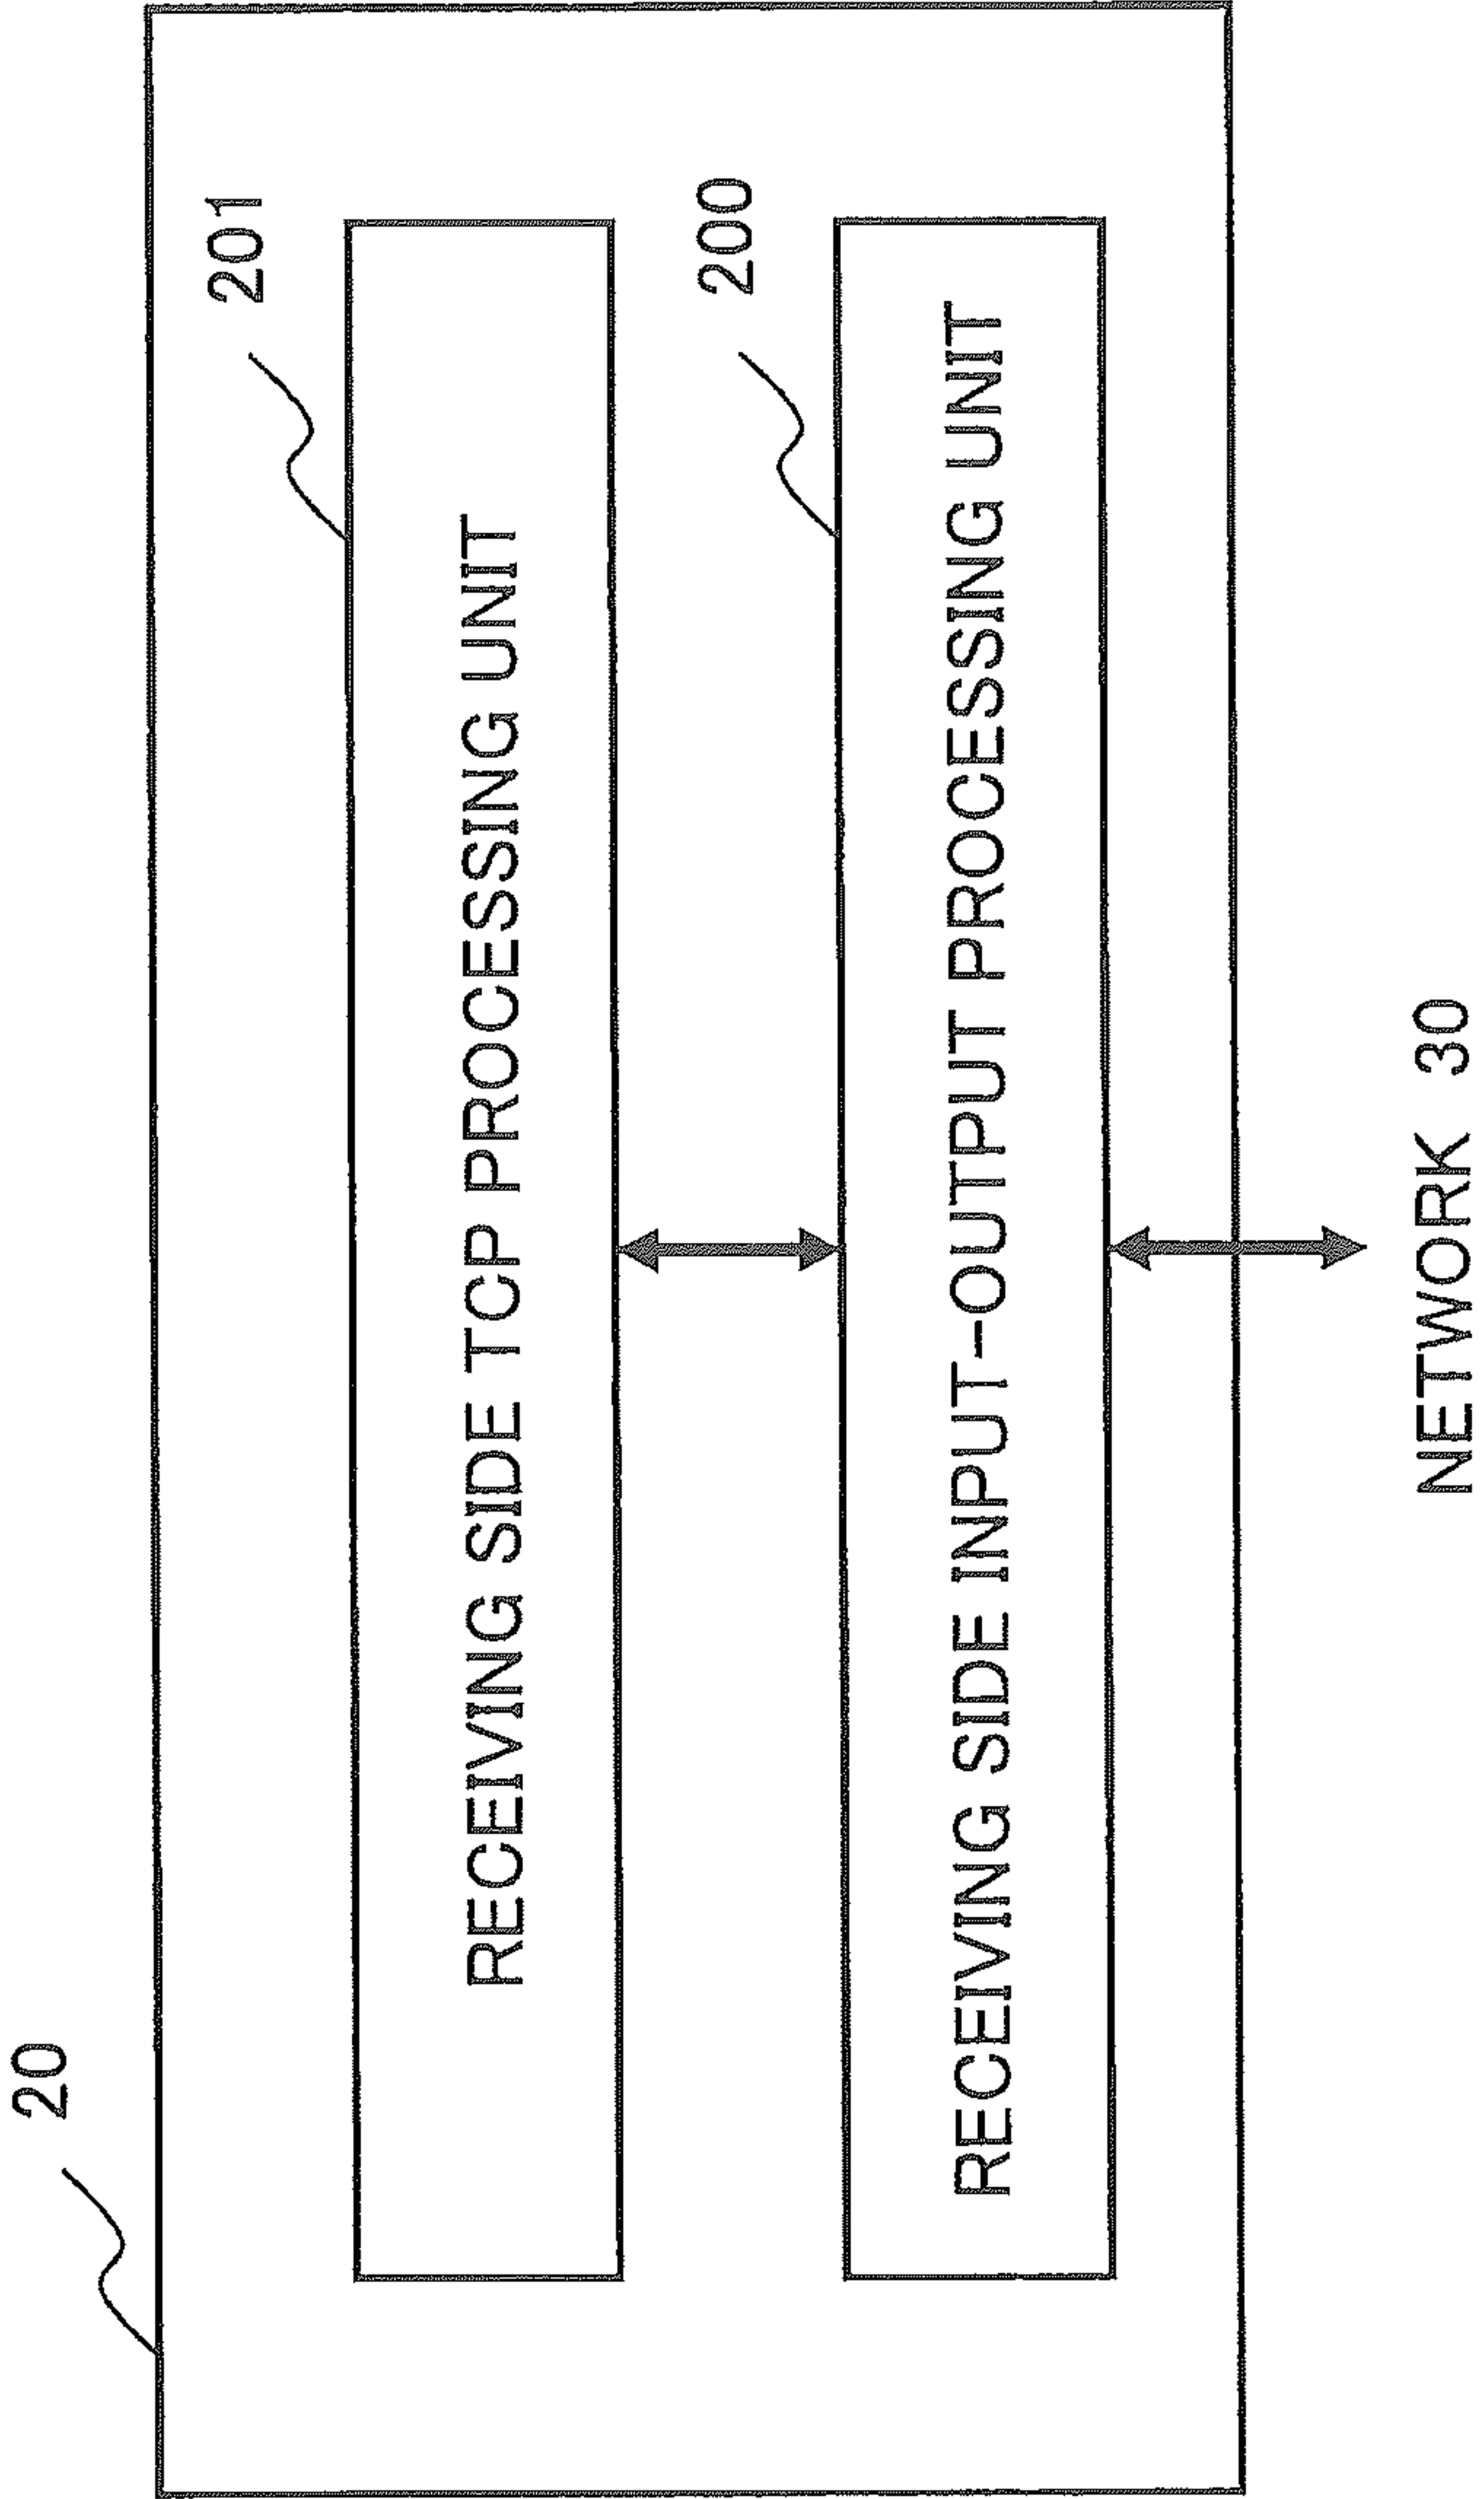 20
201
RECEIVING SIDE TCP PROCESSING UNIT
200
RECEIVING SIDE INPUT-OUTPUT PROCESSING UNIT
NETWORK 30